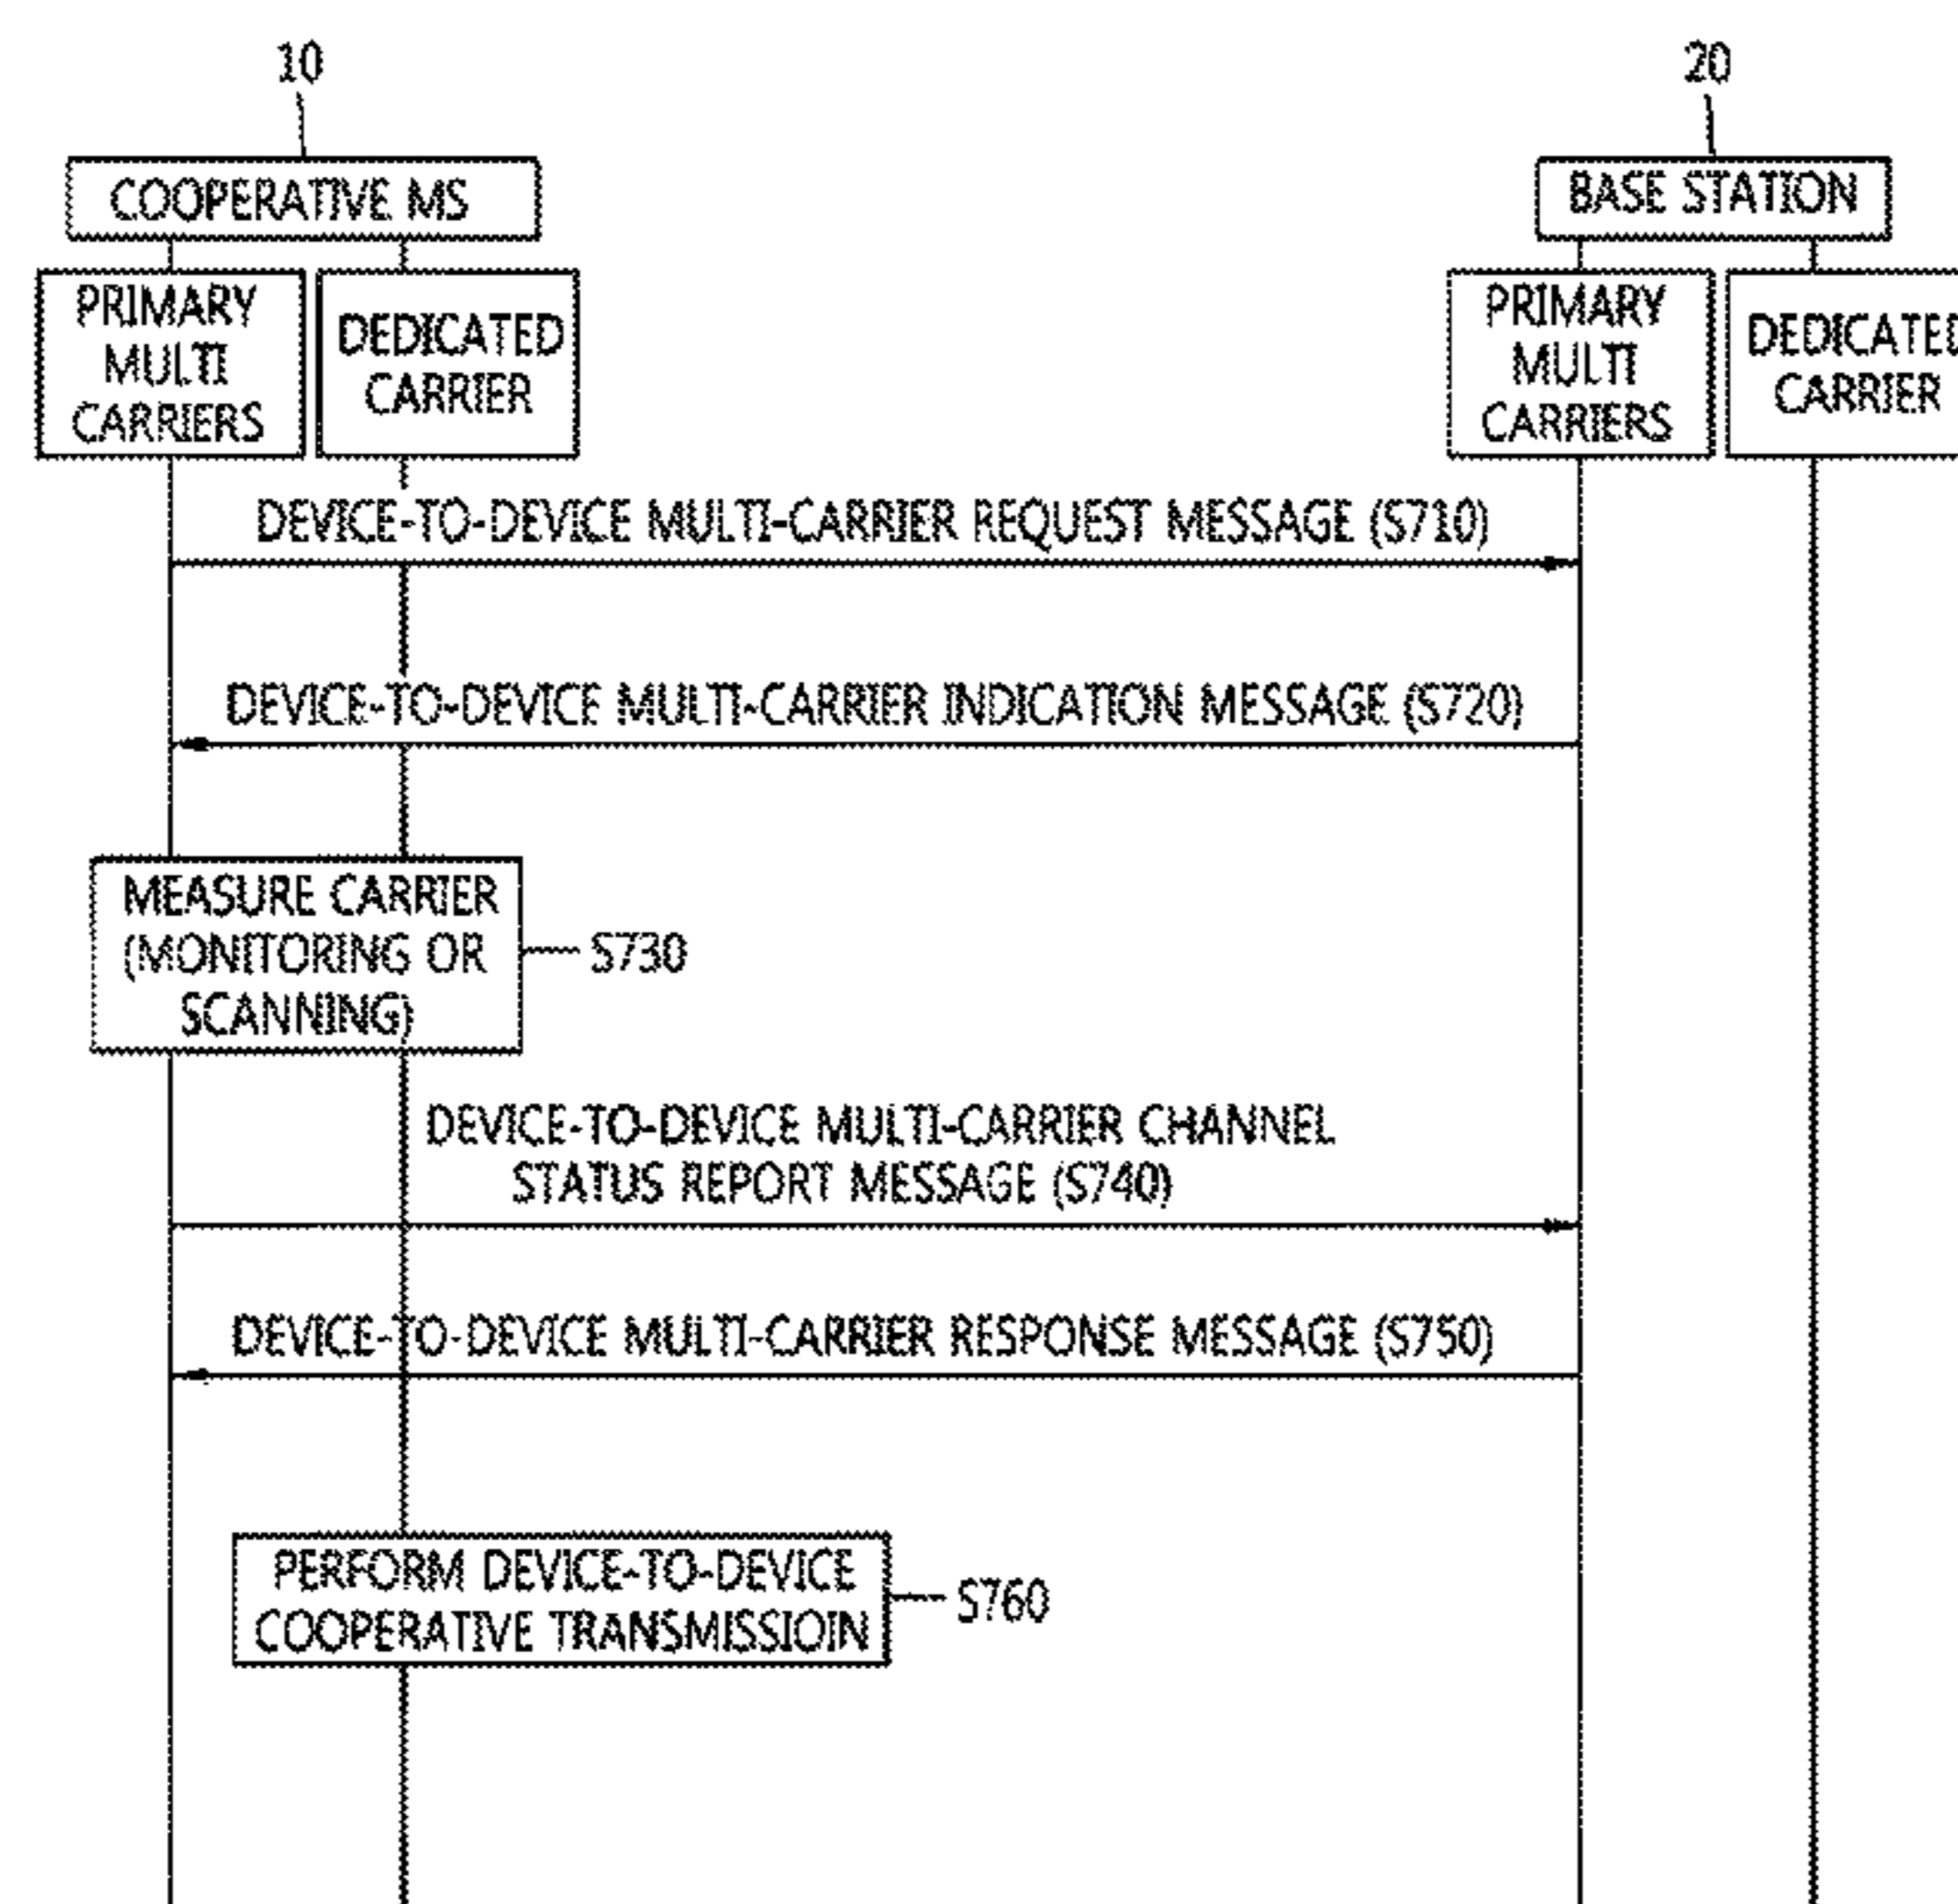 10
20
COOPERATIVE MS
BASE STATION
PRIMARY
MULTI
CARRIERS
DEDICATED
CARRIER
PRIMARY
MULTI
CARRIERS
DEDICATED
CARRIER
DEVICE-TO-DEVICE MULTI-CARRIER REQUEST MESSAGE (S710)
DEVICE-TO-DEVICE MULTI-CARRIER INDICATION MESSAGE (S720)
MEASURE CARRIER
(MONITORING OR
SCANNING)
S730
DEVICE-TO-DEVICE MULTI-CARRIER CHANNEL
STATUS REPORT MESSAGE (S740)
DEVICE-TO-DEVICE MULTI-CARRIER RESPONSE MESSAGE (S750)
PERFORM DEVICE-TO-DEVICE
COOPERATIVE TRANSMISSIOIN
S760